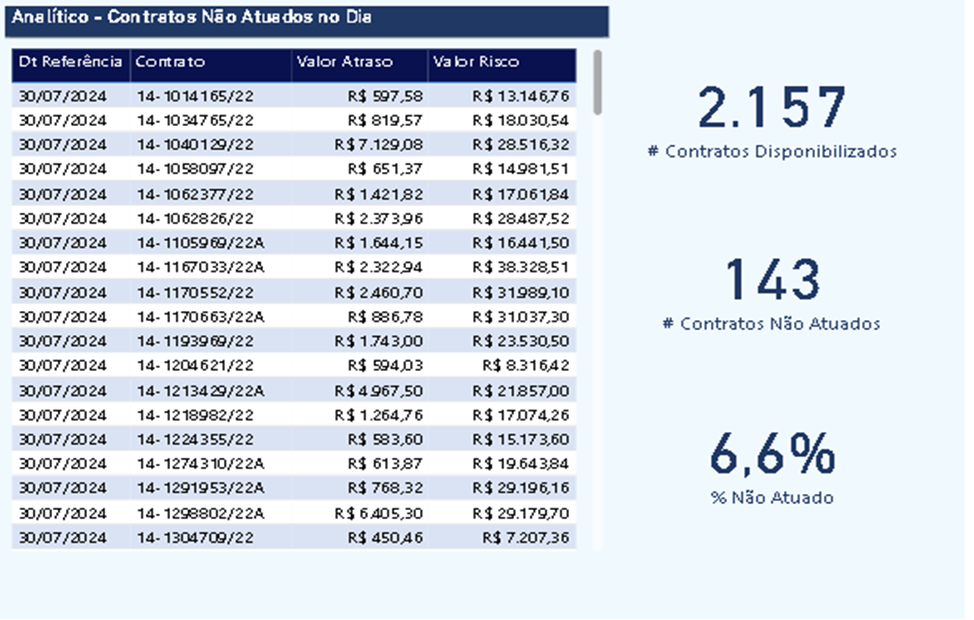 Analítico - Contratos Não Atuados no Dia
Dt Referência Contrato Valor Atraso Valor Risco
30/07/2024 14-1014165/22 R$ 597,58 R$ 13.146,76
30/07/2024 14-1034765/22 R$ 819,57 R$ 18.030,54
30/07/2024 14-1040129/22 R$ 7.129,08 R$ 28.516,32
30/07/2024 14-1058097/22 R$ 651,37 R$ 14.981,51
30/07/2024 14-1062377/22 R$ 1.421,82 R$ 17.061,84
30/07/2024 14-1062826/22 R$ 2.373,96 R$ 28.487,52
30/07/2024 14-1105969/22A R$ 1.644,15 R$ 16.441,50
30/07/2024 14-1167033/22A R$ 2.322,94 R$ 38.328,51
30/07/2024 14-1170552/22 R$ 2.460,70 R$ 31.989,10
30/07/2024 14-1170663/22A R$ 886,78 R$ 31.037,30
30/07/2024 14-1193969/22 R$ 1.743,00 R$ 23.530,50
30/07/2024 14-1204621/22 R$ 594,03 R$ 8.316,42
30/07/2024 14-1213429/22A R$ 4.967,50 R$ 21.857,00
30/07/2024 14-1218982/22 R$ 1.264,76 R$ 17.074,26
30/07/2024 14-1224355/22 R$ 583,60 R$ 15.173,60
30/07/2024 14-1274310/22A R$ 613,87 R$ 19.643,84
30/07/2024 14-1291953/22A R$ 768,32 R$ 29.196,16
30/07/2024 14-1298802/22A R$ 6.405,30 R$ 29.179,70
30/07/2024 14-1304709/22 R$ 450,46 R$ 7.207,36
2.157
# Contratos Disponibilizados
143
# Contratos Não Atuados
6,6%
% Não Atuado